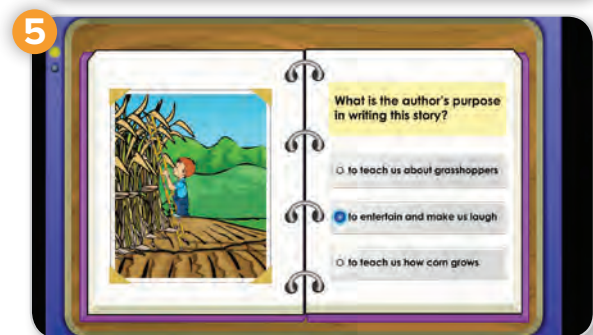 5
What is the author's purpose
in writing this story?
to teach us about grasshoppers
to entertain and make us laugh
to teach us how corn grows